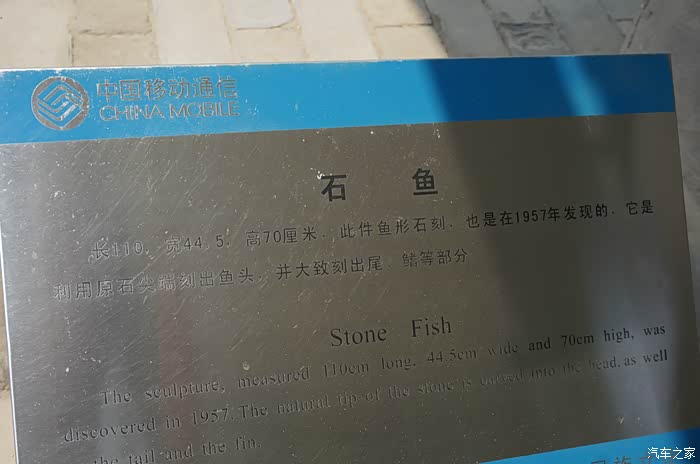 中国移动通信
CHINA MOBILE
石 鱼
长110，宽44.5，高70厘米，此件鱼形石刻，也是在1957年发现的，它是
利用原石尖端刻出鱼头，并大致刻出尾，鳍等部分
Stone Fish
The sculpture, measured 110cm long. 44.5cm wide and 70cm high, was
discovered in 1957.The natural tip of the stone is carved into the head, as well
the tail and the fin.
汽车之家